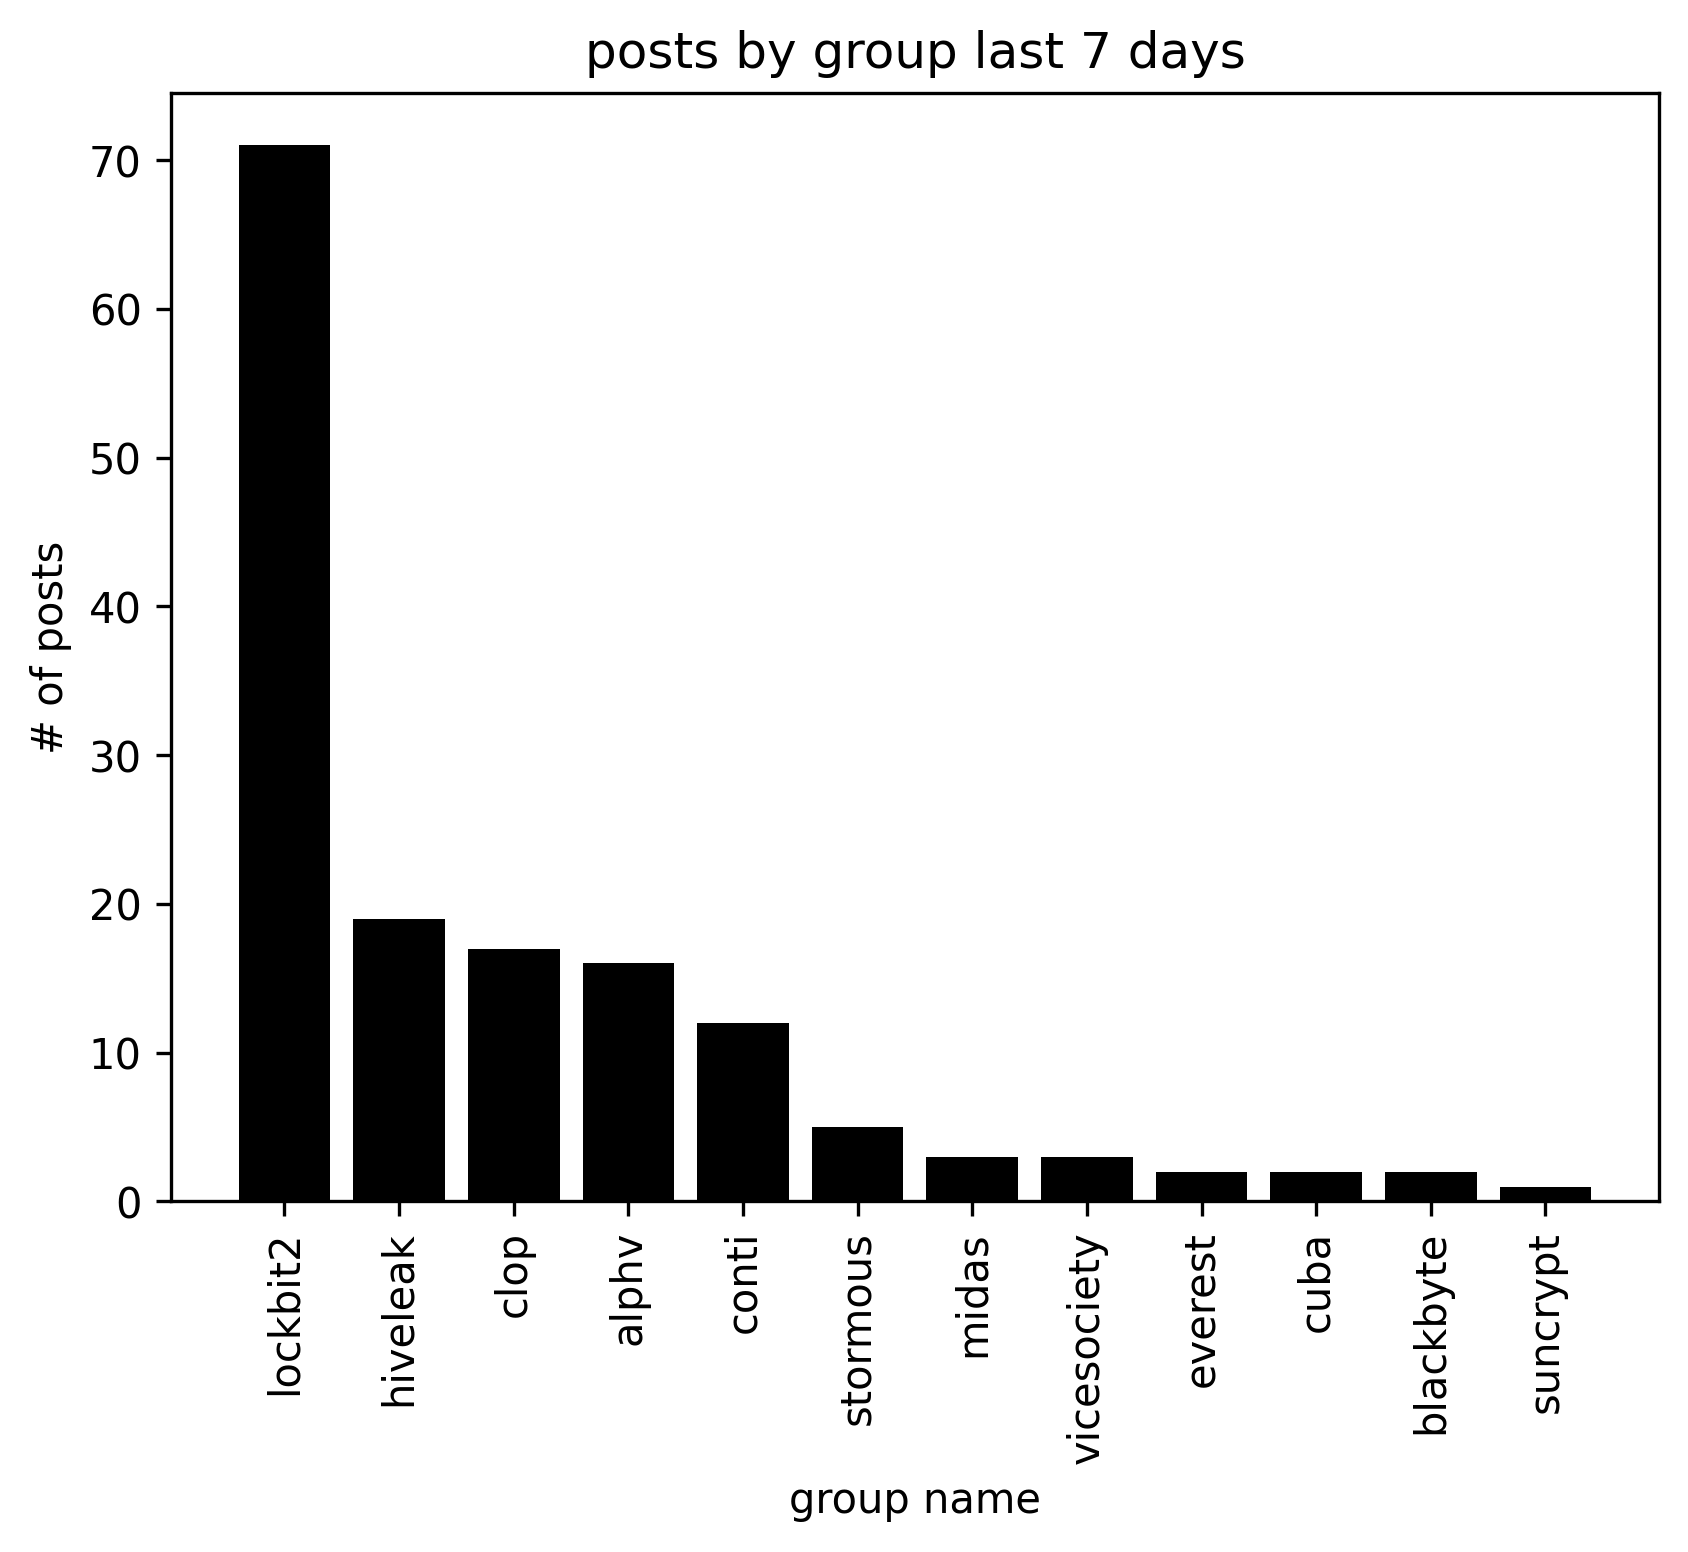 posts by group last 7 days
# of posts
70
60
50
40
30
20
10
0
lockbit2
hiveleak
clop
alphv
conti
stormous
midas
vicesociety
everest
cuba
blackbyte
suncrypt
group name